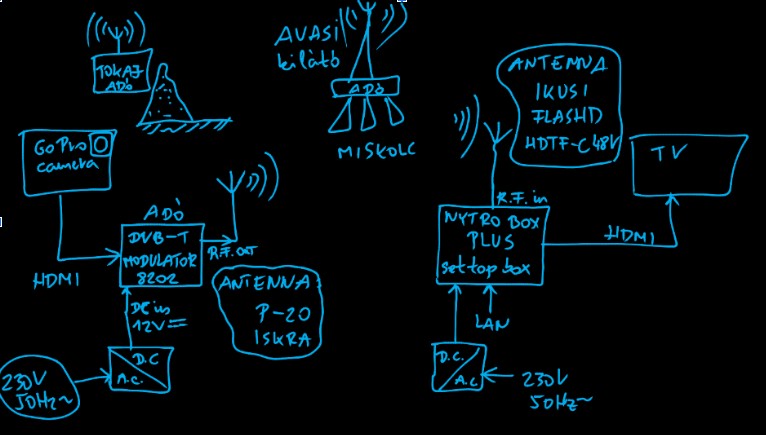 TOKAJ
ADÓ
AVASI
kilátó
ADÓ
MISKOLC
ANTENNA
IKUSI
FLASHD
HDTF-C 48V
GoPro
camera
TV
ADÓ
DVB-T
MODULATOR
8202
R.F. out
HDMI
R.F. in
NYTRO BOX
PLUS
set top box
HDMI
ANTENNA
P-20
ISKRA
DC in
12V
LAN
D.C
A.C.
230V
50Hz~
D.C.
A.C
230V
50Hz~